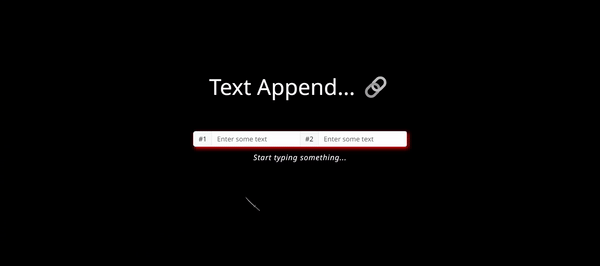 Text Append... 🔗
#1 Enter some text #2 Enter some text
Start typing something...